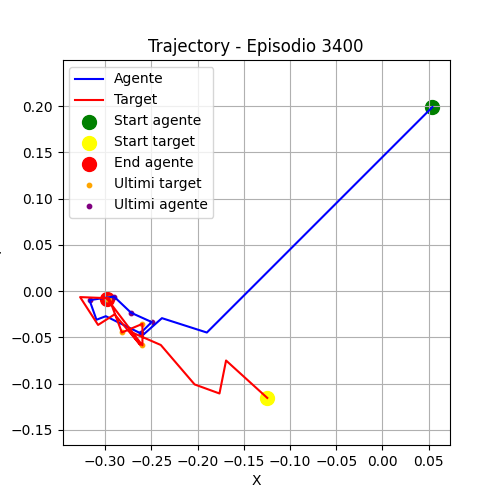 Trajectory - Episodio 3400
Agente
Target
Start agente
Start target
End agente
Ultimi target
Ultimi agente
0.20
0.15
0.10
0.05
0.00
−0.05
−0.10
−0.15
−0.30 −0.25 −0.20 −0.15 −0.10 −0.05 0.00 0.05
X